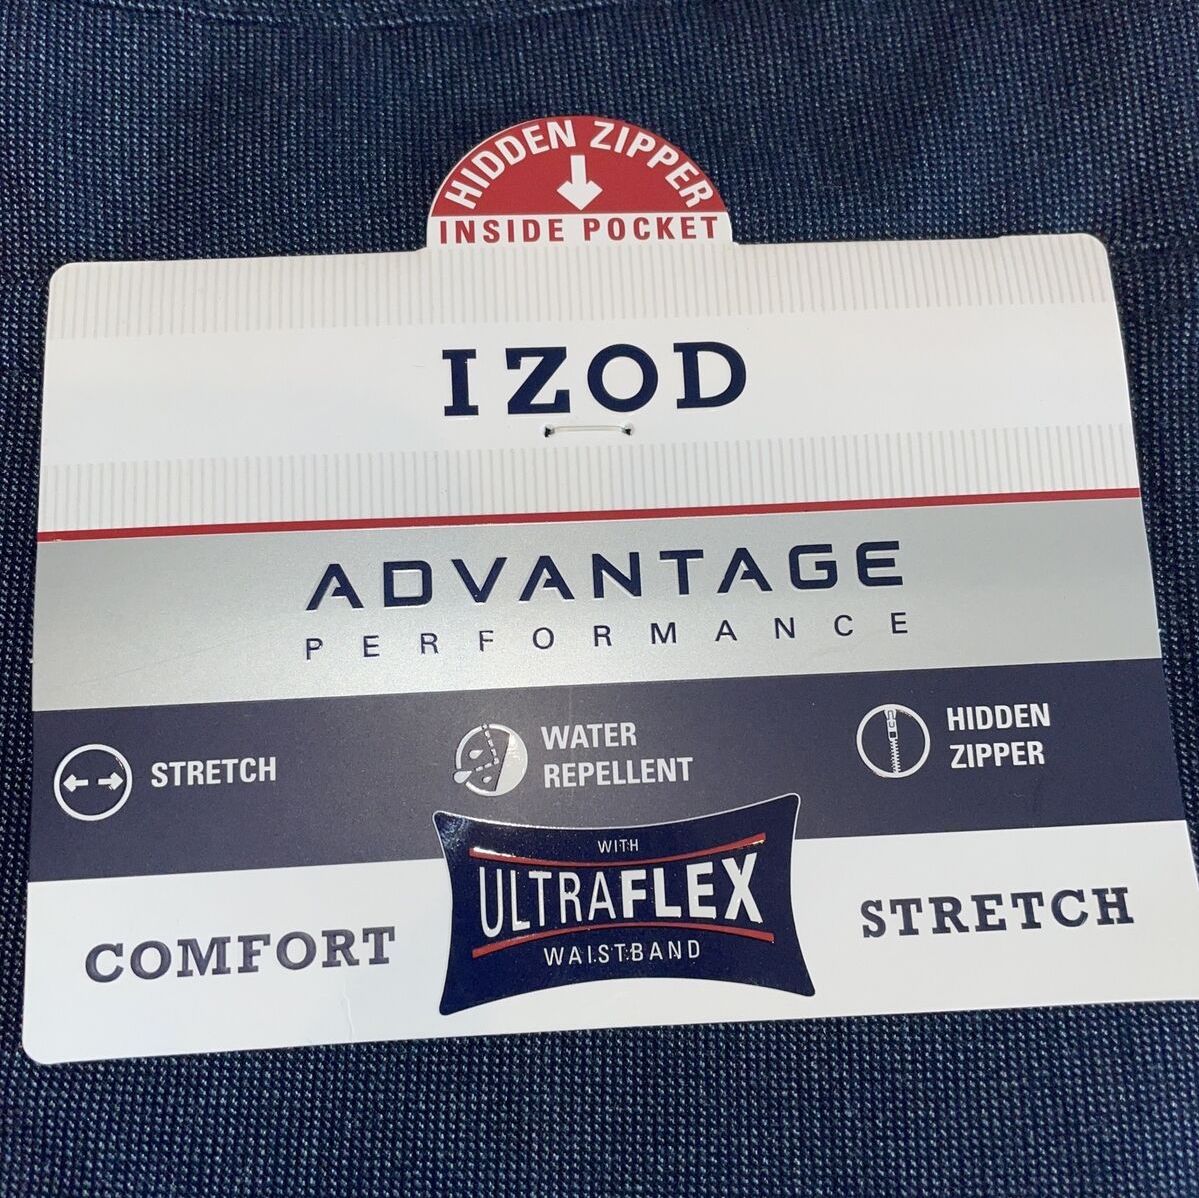 HIDDEN ZIPPER
INSIDE POCKET
IZOD
ADVANTAGE
PERFORMANCE
STRETCH
WATER
REPELLENT
HIDDEN
ZIPPER
COMFORT
WITH
ULTRAFLEX
WAISTBAND
STRETCH